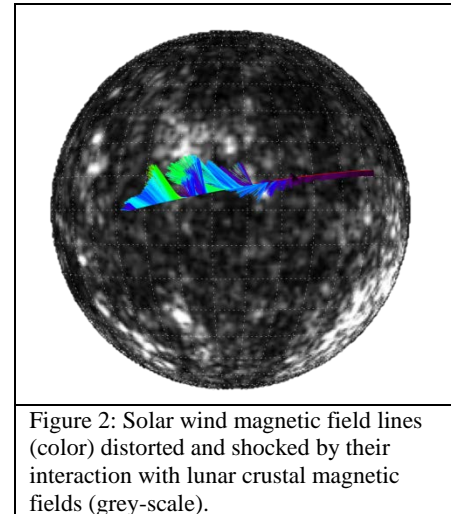 Figure 2: Solar wind magnetic field lines
(color) distorted and shocked by their
interaction with lunar crustal magnetic
fields (grey-scale).